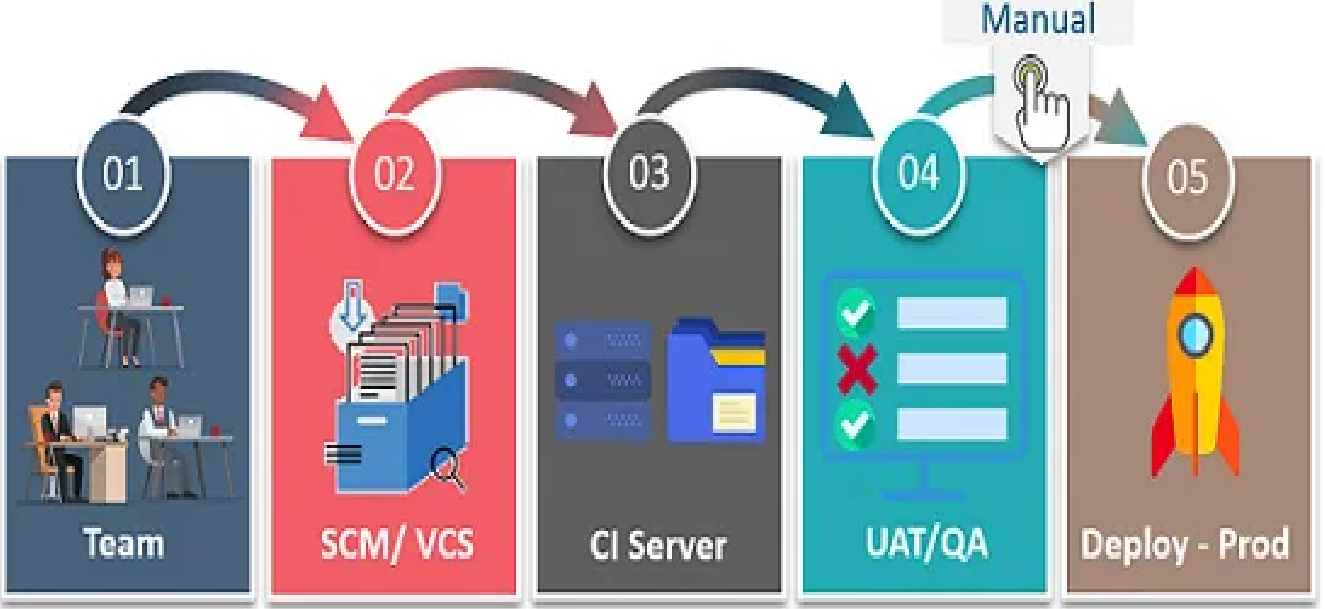 Manual
01
02
03
04
05
Team
SCM/ VCS
CI Server
UAT/QA
Deploy - Prod